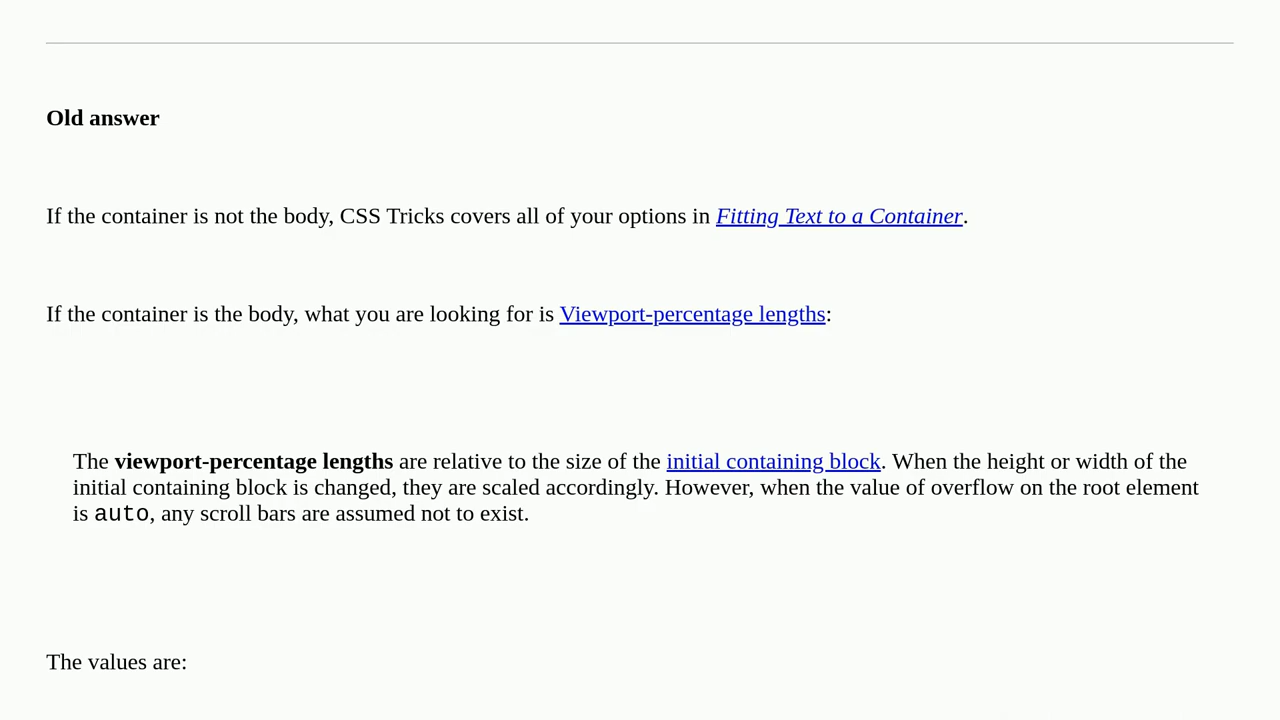 Old answer
If the container is not the body, CSS Tricks covers all of your options in Fitting Text to a Container.
If the container is the body, what you are looking for is Viewport-percentage lengths:
The viewport-percentage lengths are relative to the size of the initial containing block. When the height or width of the
initial containing block is changed, they are scaled accordingly. However, when the value of overflow on the root element
is auto, any scroll bars are assumed not to exist.
The values are: